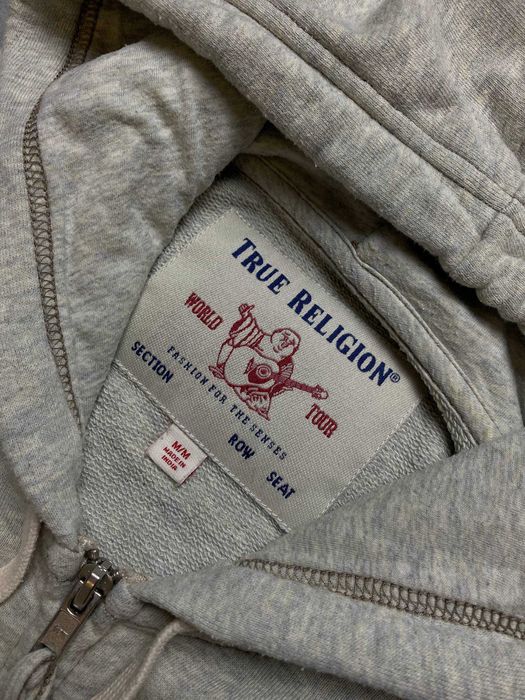 TRUE RELIGION®
WORLD TOUR
FASHION FOR THE SENSES
SECTION ROW SEAT
M/M
MADE IN
INDIA